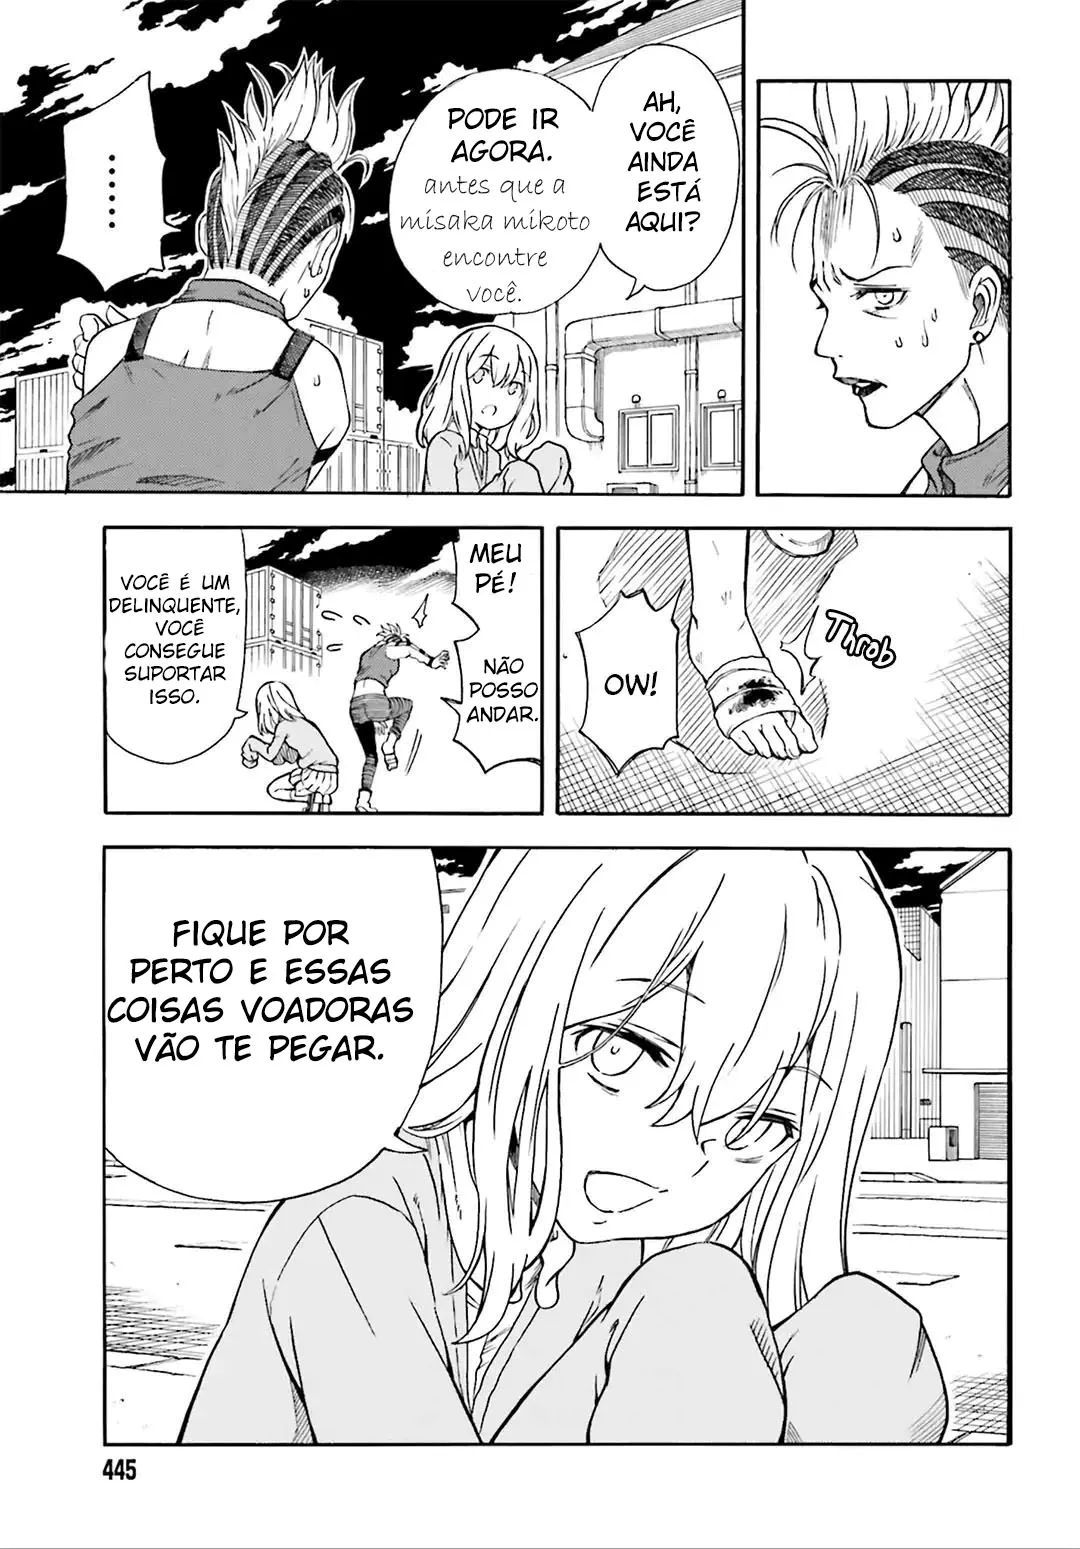 AH,
VOCÊ
AINDA
ESTÁ
AQUI?
PODE IR
AGORA.
antes que a
misaka mikoto
encontre
você.
......
OW!
Throb
MEU
PÉ!
NÃO
POSSO
ANDAR.
VOCÊ É UM
DELINQUENTE,
VOCÊ
CONSEGUE
SUPORTAR
ISSO.
FIQUE POR
PERTO E ESSAS
COISAS VOADORAS
VÃO TE PEGAR.
445